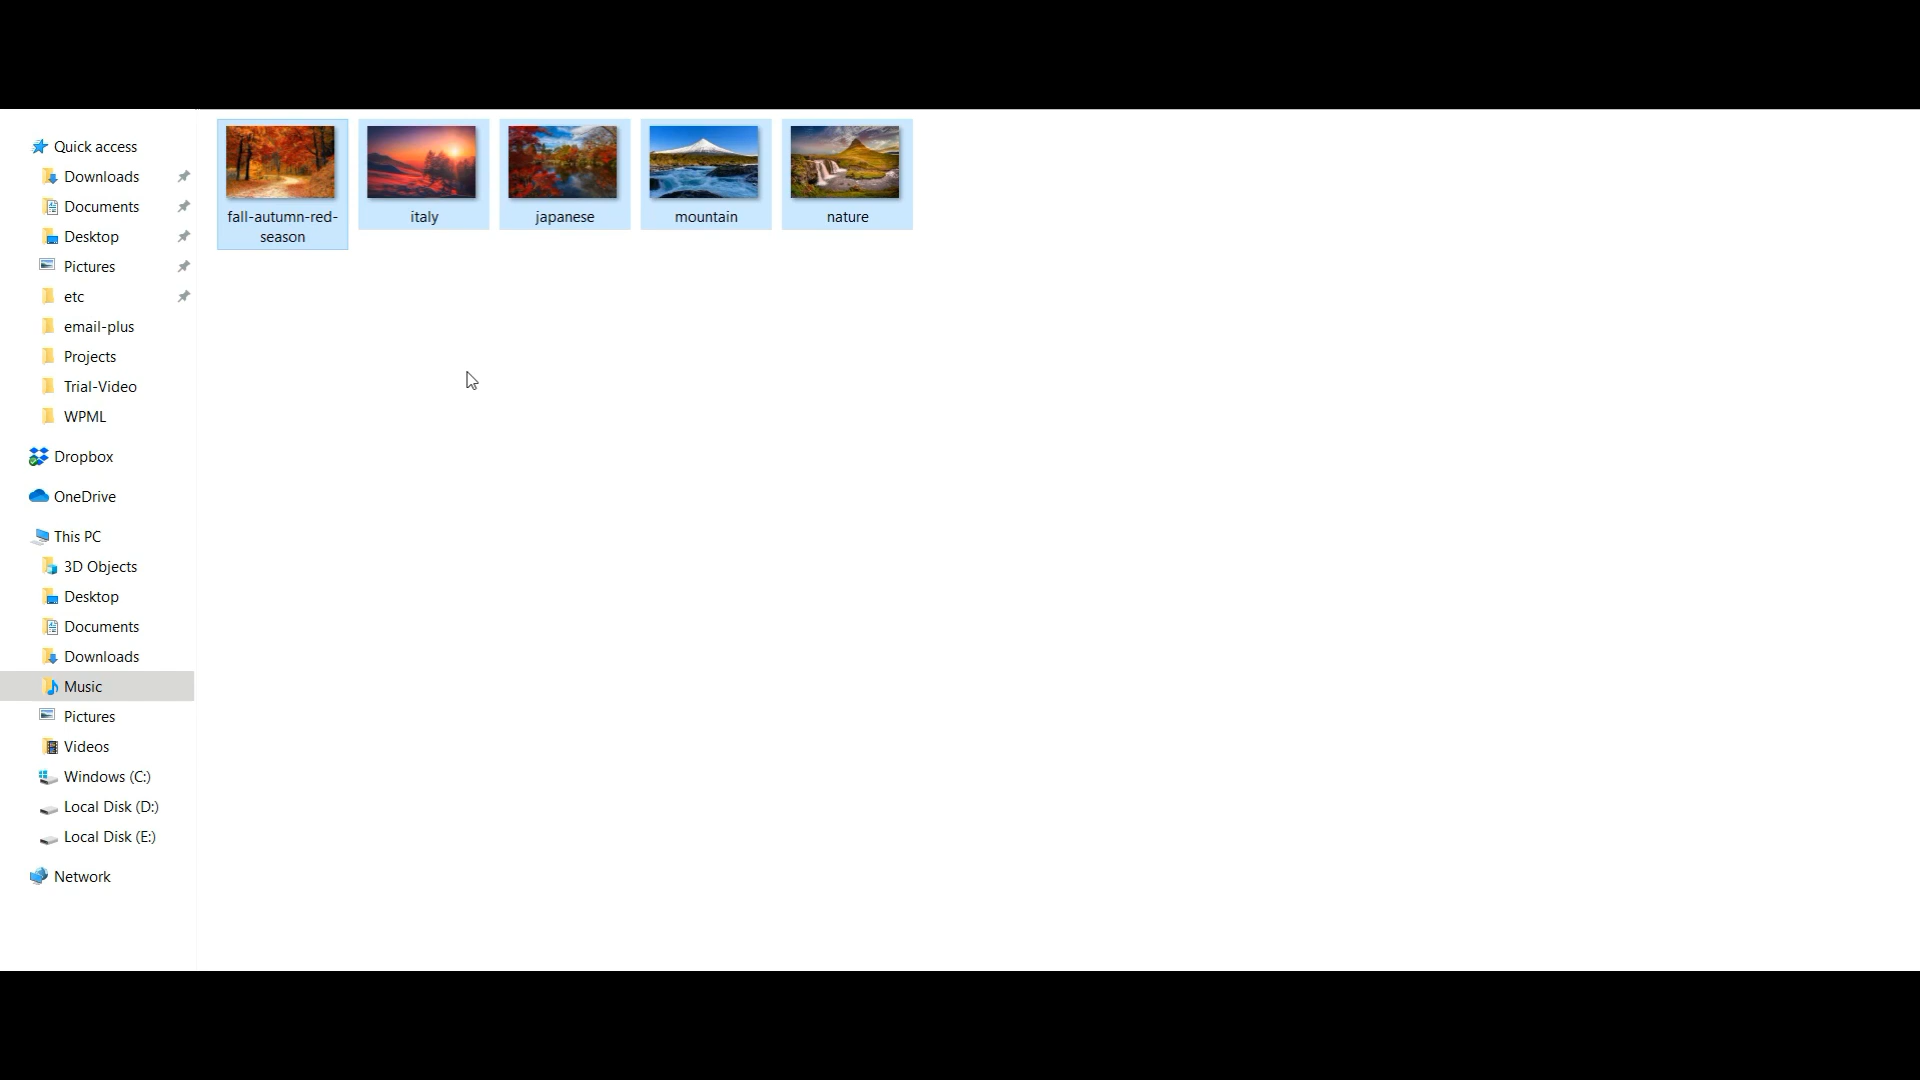 Quick access
Downloads
Documents
Desktop
Pictures
etc
email-plus
Projects
Trial-Video
WPML
Dropbox
OneDrive
This PC
3D Objects
Desktop
Documents
Downloads
Music
Pictures
Videos
Windows (C:)
Local Disk (D:)
Local Disk (E:)
Network
fall-autumn-red-
season
italy
japanese
mountain
nature